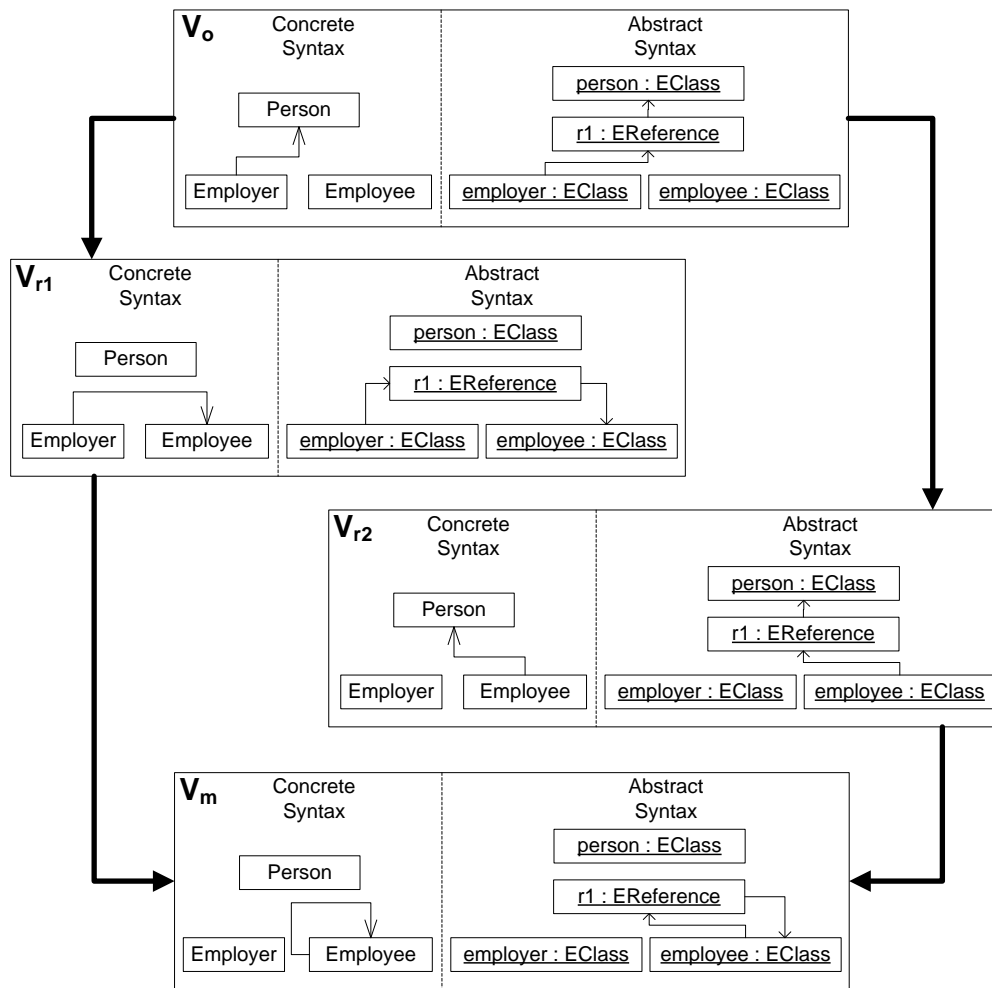 Vo
Concrete
Syntax
Abstract
Syntax
person : EClass
Person
r1 : EReference
Employer
Employee
employer : EClass
employee : EClass
Vr1
Concrete
Syntax
Abstract
Syntax
person : EClass
Person
r1 : EReference
Employer
Employee
employer : EClass
employee : EClass
Vr2
Concrete
Syntax
Abstract
Syntax
person : EClass
Person
r1 : EReference
Employer
Employee
employer : EClass
employee : EClass
Vm
Concrete
Syntax
Abstract
Syntax
person : EClass
Person
r1 : EReference
Employer
Employee
employer : EClass
employee : EClass